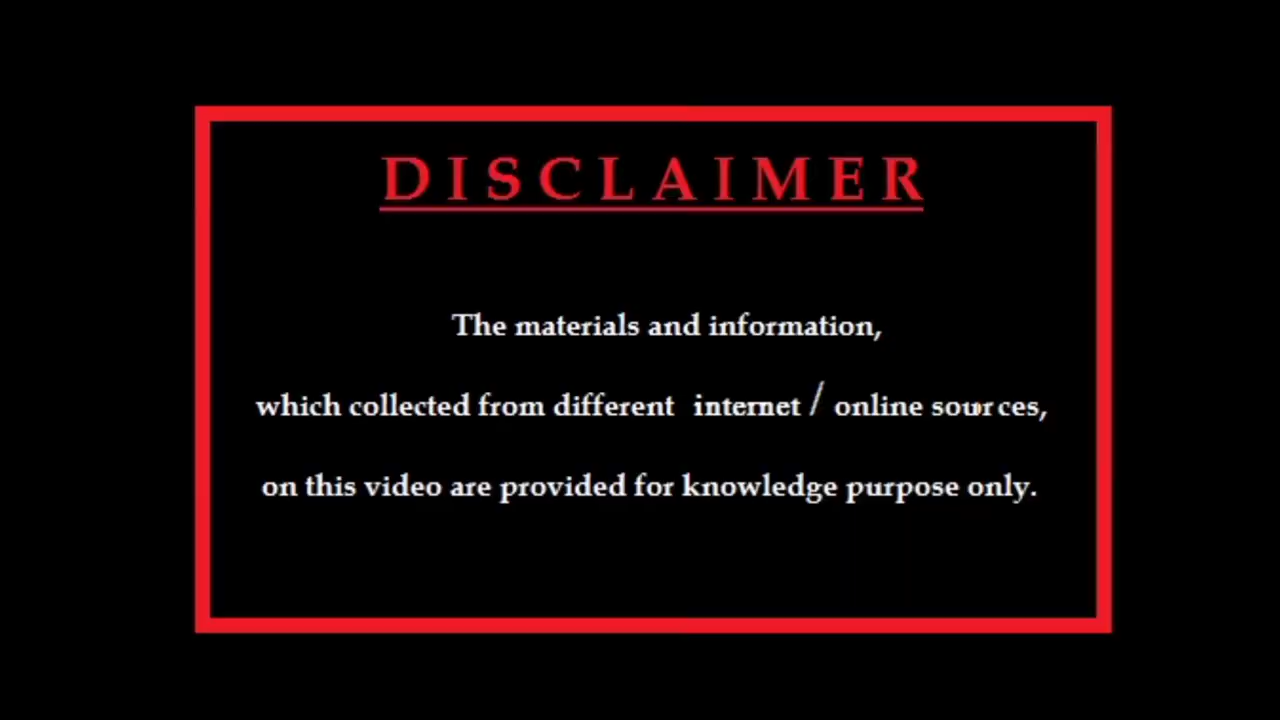 DISCLAIMER
The materials and information,
which collected from different internet / online sources,
on this video are provided for knowledge purpose only.